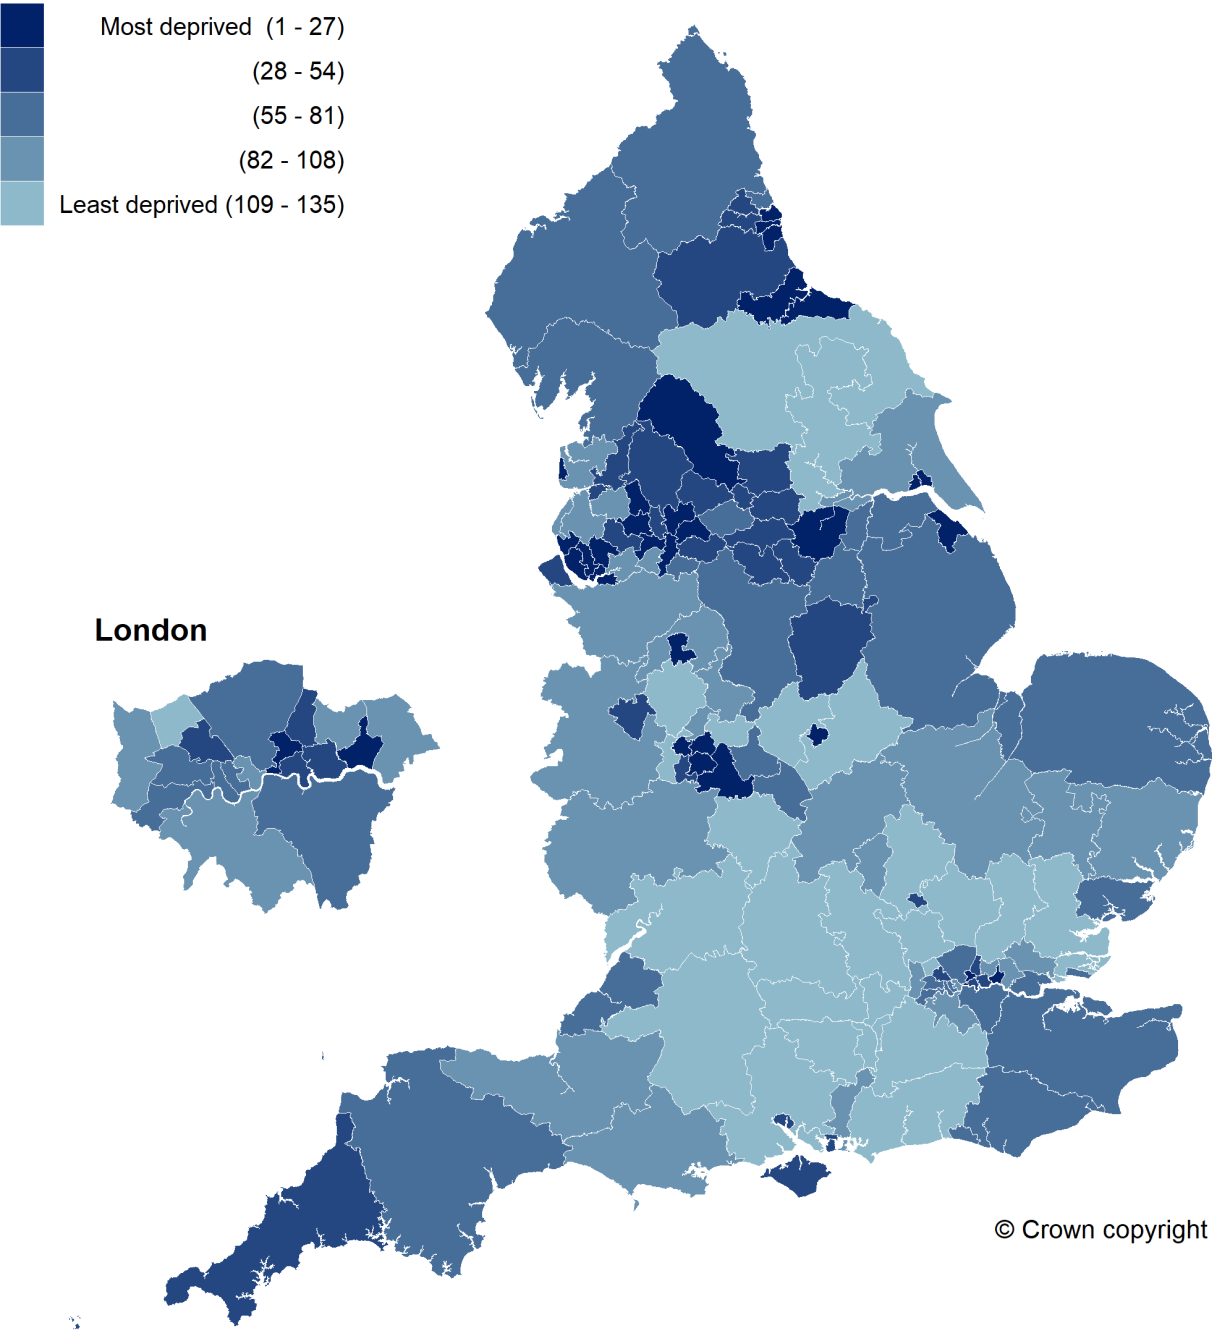 Most deprived (1 - 27)
(28 - 54)
(55 - 81)
(82 - 108)
Least deprived (109 - 135)
London
© Crown copyright